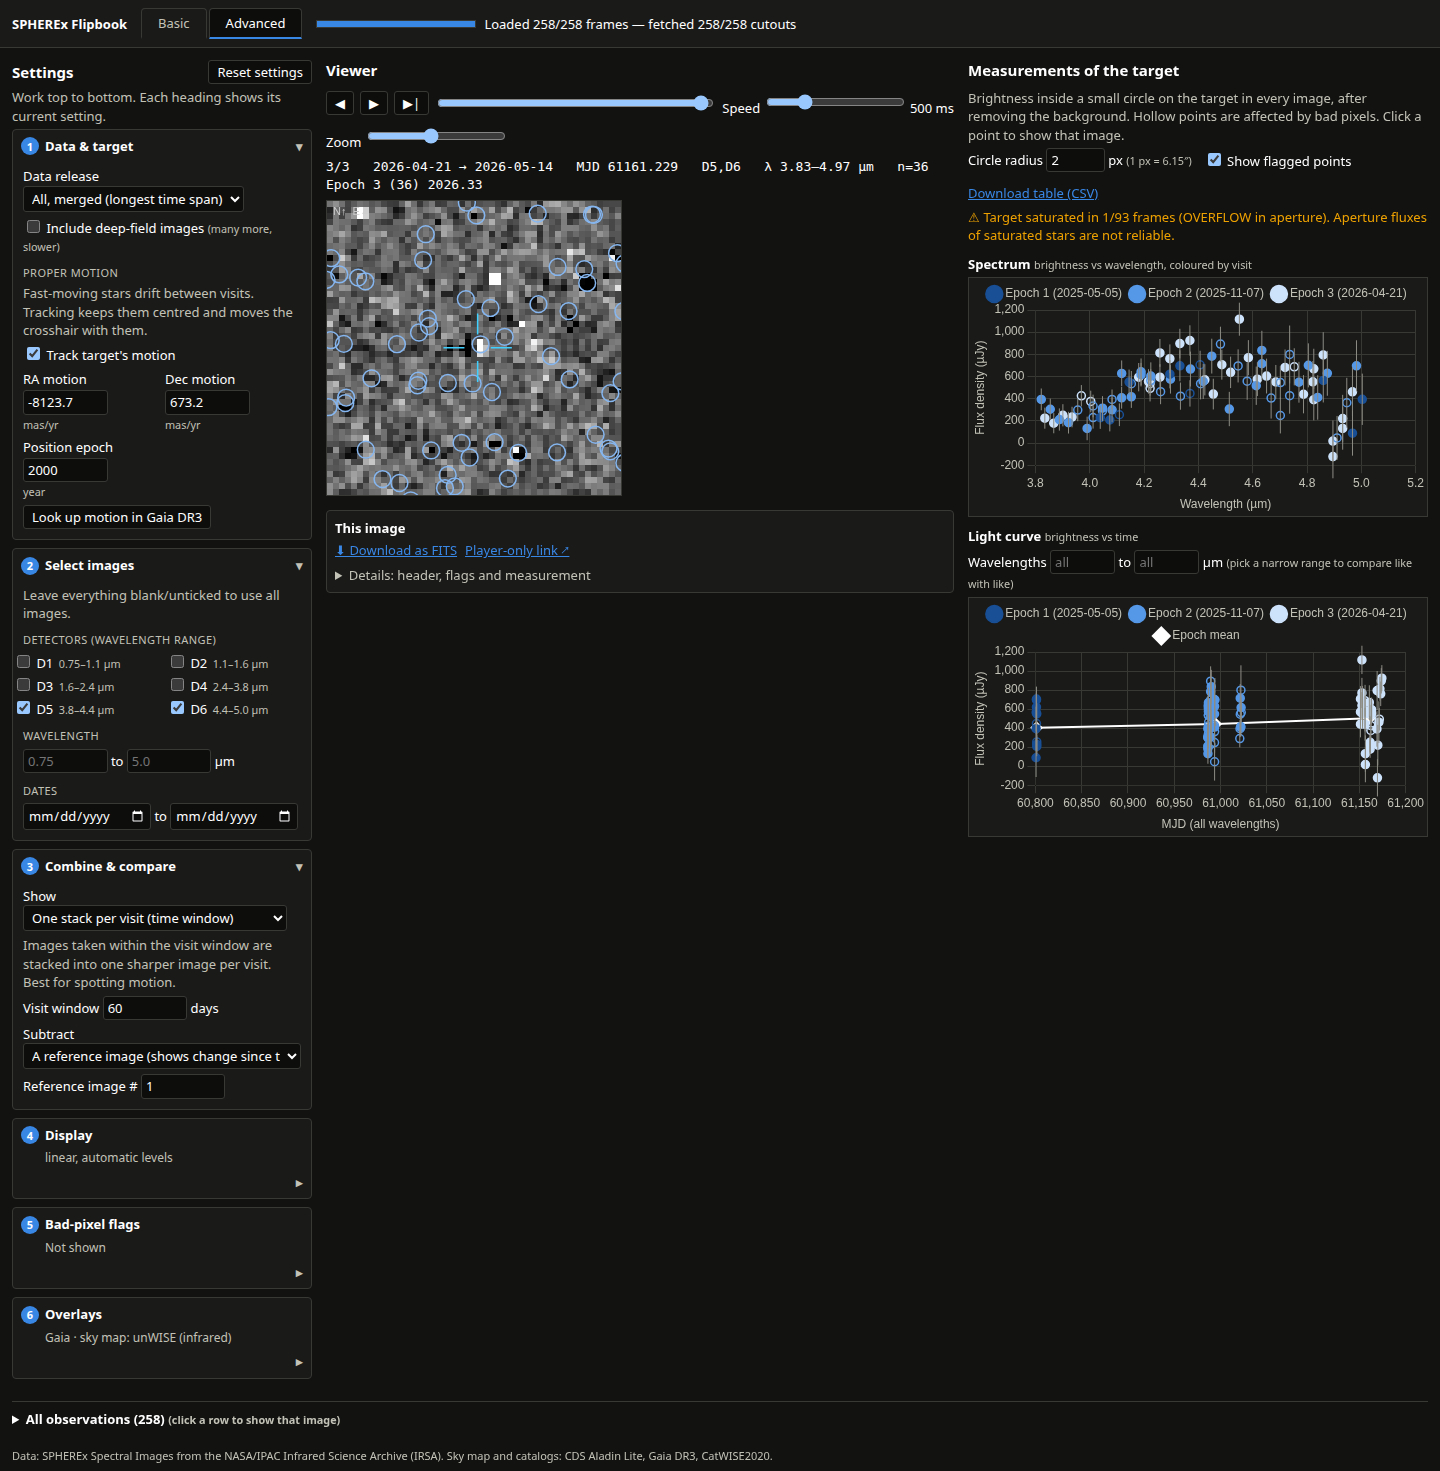 SPHEREx Flipbook
Basic
Advanced
Loaded 258/258 frames — fetched 258/258 cutouts
Settings
Reset settings
Work top to bottom. Each heading shows its
current setting.
1 Data & target ▼
Data release
All, merged (longest time span)
Include deep-field images (many more,
slower)
PROPER MOTION
Fast-moving stars drift between visits.
Tracking keeps them centred and moves the
crosshair with them.
Track target's motion
RA motion Dec motion
-8123.7 673.2
mas/yr mas/yr
Position epoch
2000
year
Look up motion in Gaia DR3
2 Select images ▼
Leave everything blank/unticked to use all
images.
DETECTORS (WAVELENGTH RANGE)
D1 0.75–1.1 µm D2 1.1–1.6 µm
D3 1.6–2.4 µm D4 2.4–3.8 µm
D5 3.8–4.4 µm D6 4.4–5.0 µm
WAVELENGTH
0.75 to 5.0 µm
DATES
mm/dd/yyyy to mm/dd/yyyy
3 Combine & compare ▼
Show
One stack per visit (time window)
Images taken within the visit window are
stacked into one sharper image per visit.
Best for spotting motion.
Visit window 60 days
Subtract
A reference image (shows change since t
Reference image # 1
4 Display
linear, automatic levels
▶
5 Bad-pixel flags
Not shown
▶
6 Overlays
Gaia · sky map: unWISE (infrared)
▶
Viewer
◀ ▶ ▶| Speed 500 ms
Zoom
3/3 2026-04-21 → 2026-05-14 MJD 61161.229 D5,D6 λ 3.83–4.97 µm n=36
Epoch 3 (36) 2026.33
This image
⬇ Download as FITS Player-only link ↗
▶ Details: header, flags and measurement
Measurements of the target
Brightness inside a small circle on the target in every image, after
removing the background. Hollow points are affected by bad pixels. Click a
point to show that image.
Circle radius 2 px (1 px = 6.15″) Show flagged points
Download table (CSV)
⚠ Target saturated in 1/93 frames (OVERFLOW in aperture). Aperture fluxes
of saturated stars are not reliable.
Spectrum brightness vs wavelength, coloured by visit
Epoch 1 (2025-05-05) Epoch 2 (2025-11-07) Epoch 3 (2026-04-21)
1,200
1,000
800
600
400
200
0
-200
Flux density (µJy)
3.8 4.0 4.2 4.4 4.6 4.8 5.0 5.2
Wavelength (µm)
Light curve brightness vs time
Wavelengths all to all µm (pick a narrow range to compare like
with like)
Epoch 1 (2025-05-05) Epoch 2 (2025-11-07) Epoch 3 (2026-04-21)
Epoch mean
1,200
1,000
800
600
400
200
0
-200
Flux density (µJy)
60,800 60,850 60,900 60,950 61,000 61,050 61,100 61,150 61,200
MJD (all wavelengths)
▶ All observations (258) (click a row to show that image)
Data: SPHEREx Spectral Images from the NASA/IPAC Infrared Science Archive (IRSA). Sky map and catalogs: CDS Aladin Lite, Gaia DR3, CatWISE2020.